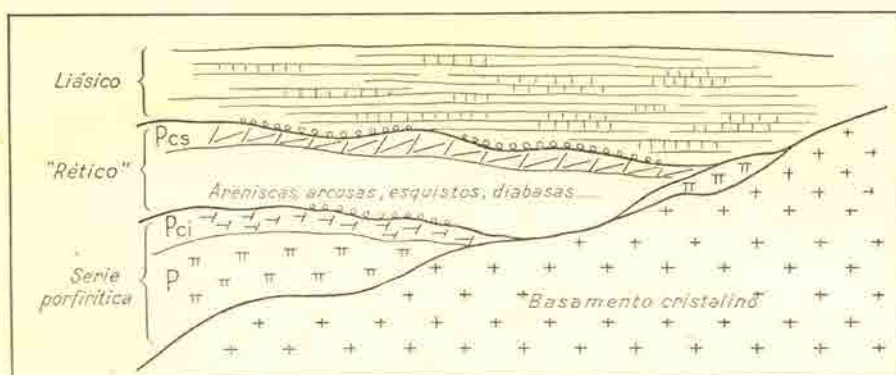 Liásico
Pcs
"Rético"
Areniscas, arcosas, esquistos, diabasas
Pci
Serie
porfirítica
P
Basamento cristalino